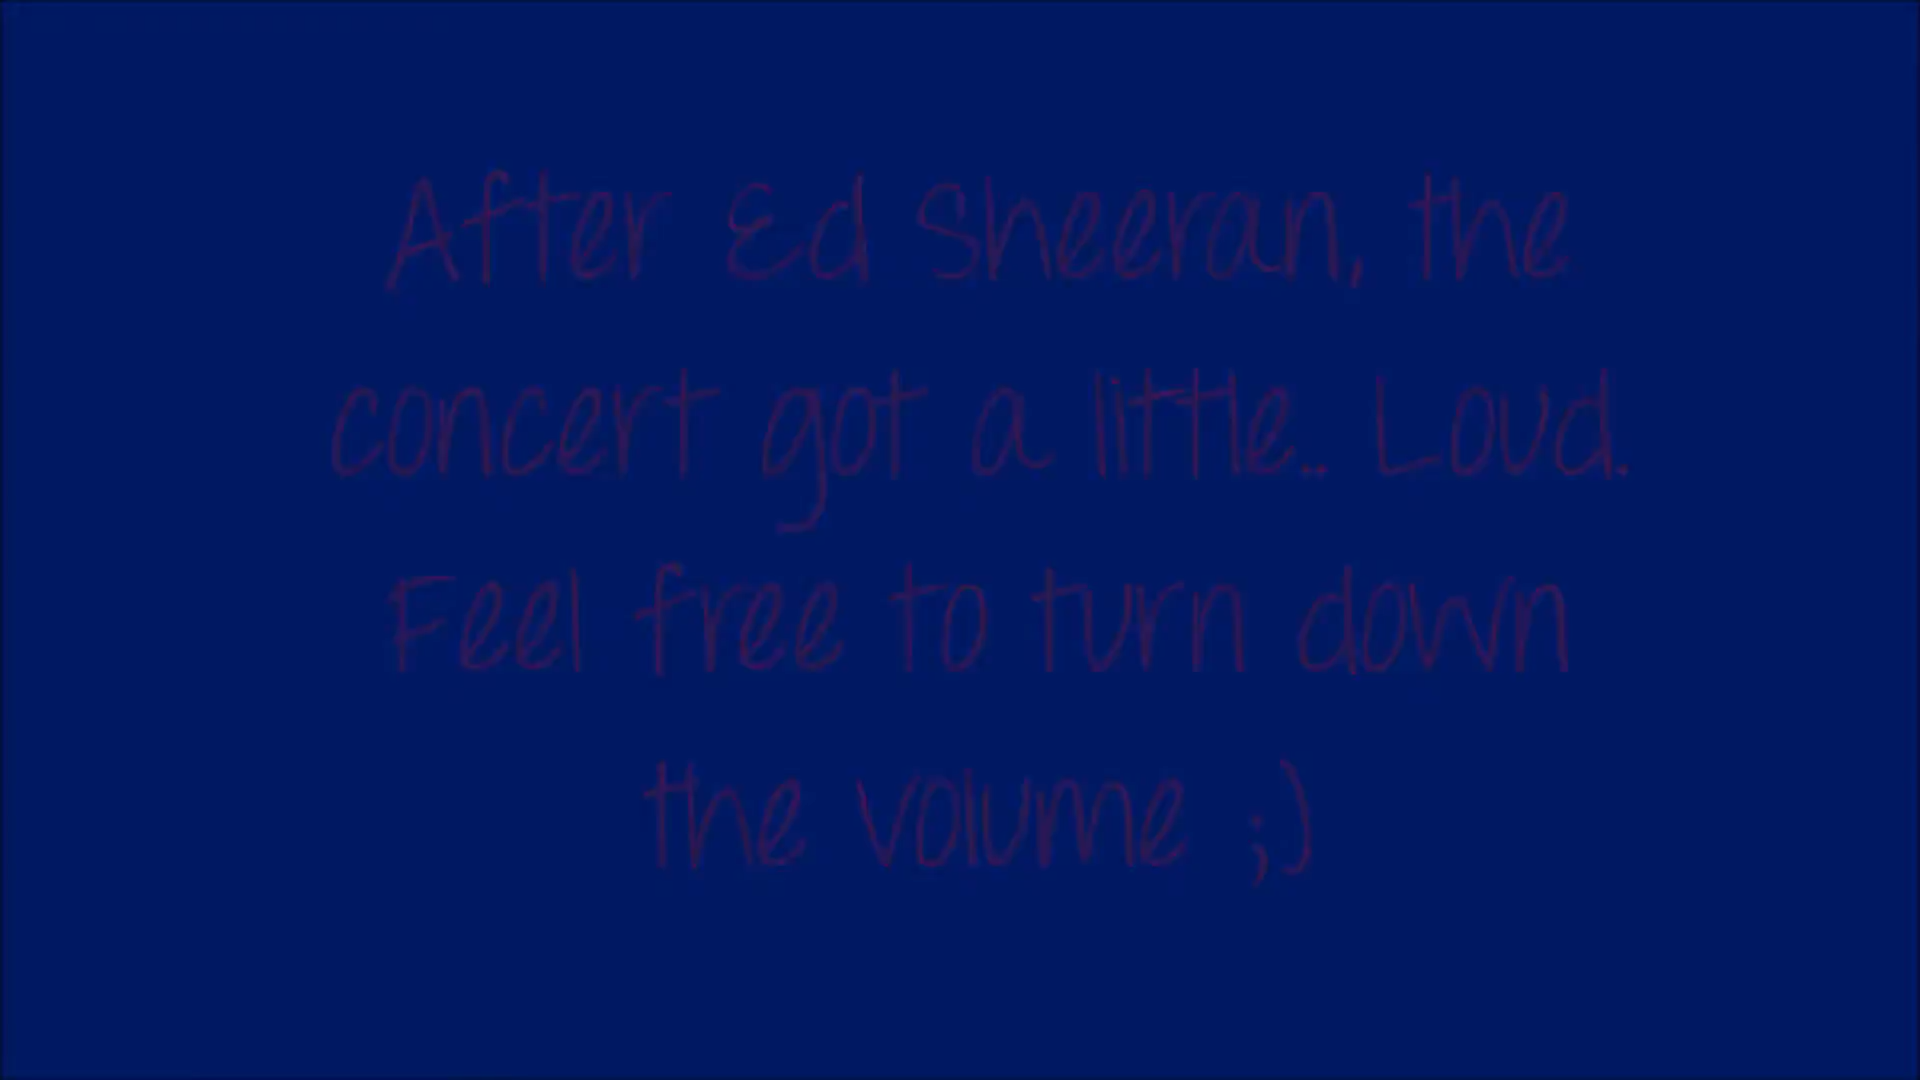 After Ed Sheeran, the
concert got a little.. Loud.
Feel free to turn down
the volume ;)